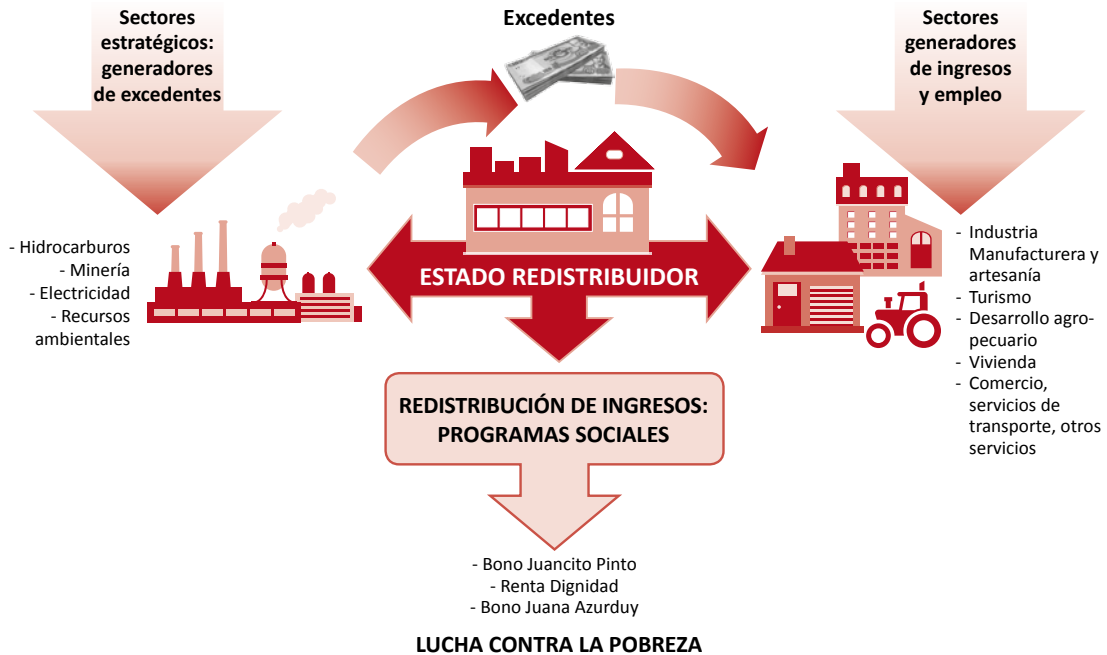 Sectores
estratégicos:
generadores
de excedentes
Excedentes
Sectores
generadores
de ingresos
y empleo
- Hidrocarburos
- Minería
- Electricidad
- Recursos
ambientales
ESTADO REDISTRIBUIDOR
- Industria
Manufacturera y
artesanía
- Turismo
- Desarrollo agro-
pecuario
- Vivienda
- Comercio,
servicios de
transporte, otros
servicios
REDISTRIBUCIÓN DE INGRESOS:
PROGRAMAS SOCIALES
- Bono Juancito Pinto
- Renta Dignidad
- Bono Juana Azurduy
LUCHA CONTRA LA POBREZA